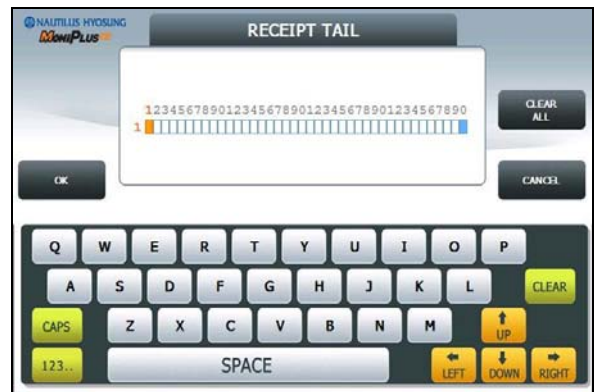 NAUTILUS HYOSUNG
MoniPlus
RECEIPT TAIL
1234567890123456789012345678901234567890
1
CLEAR
ALL
OK
CANCEL
Q W E R T Y U I O P
A S D F G H J K L CLEAR
CAPS Z X C V B N M UP
123.. SPACE LEFT DOWN RIGHT